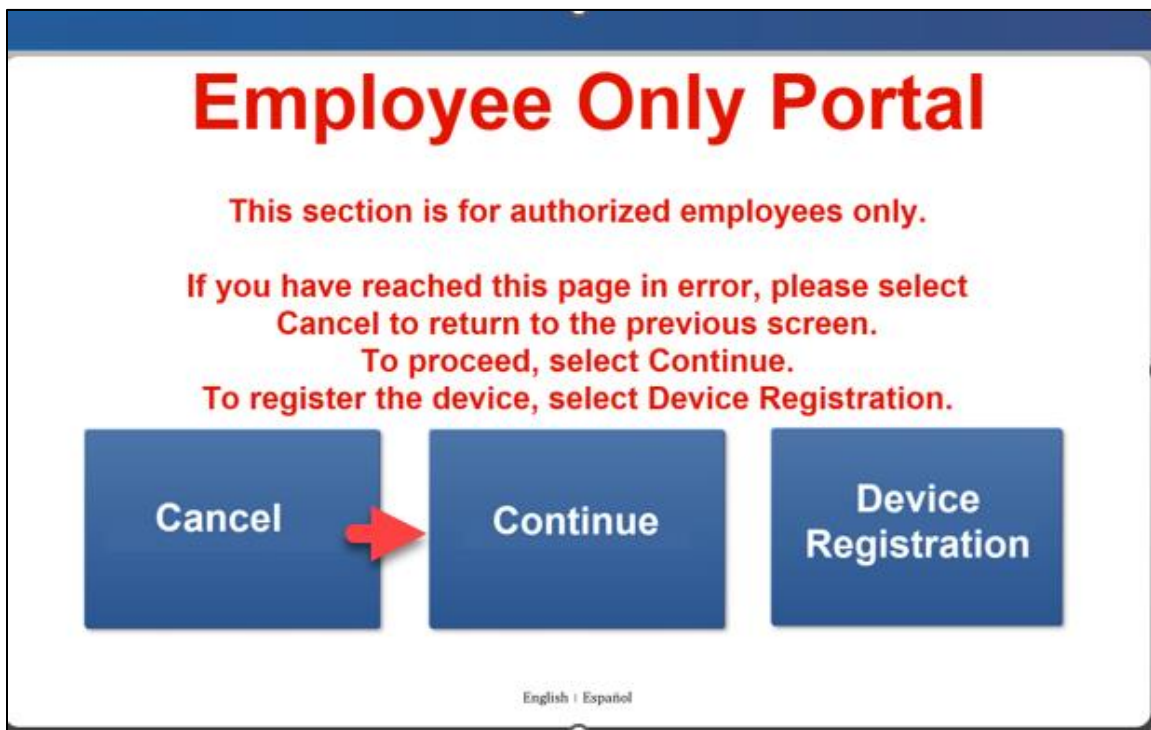 Employee Only Portal
This section is for authorized employees only.
If you have reached this page in error, please select
Cancel to return to the previous screen.
To proceed, select Continue.
To register the device, select Device Registration.
Cancel
Continue
Device
Registration
English | Español